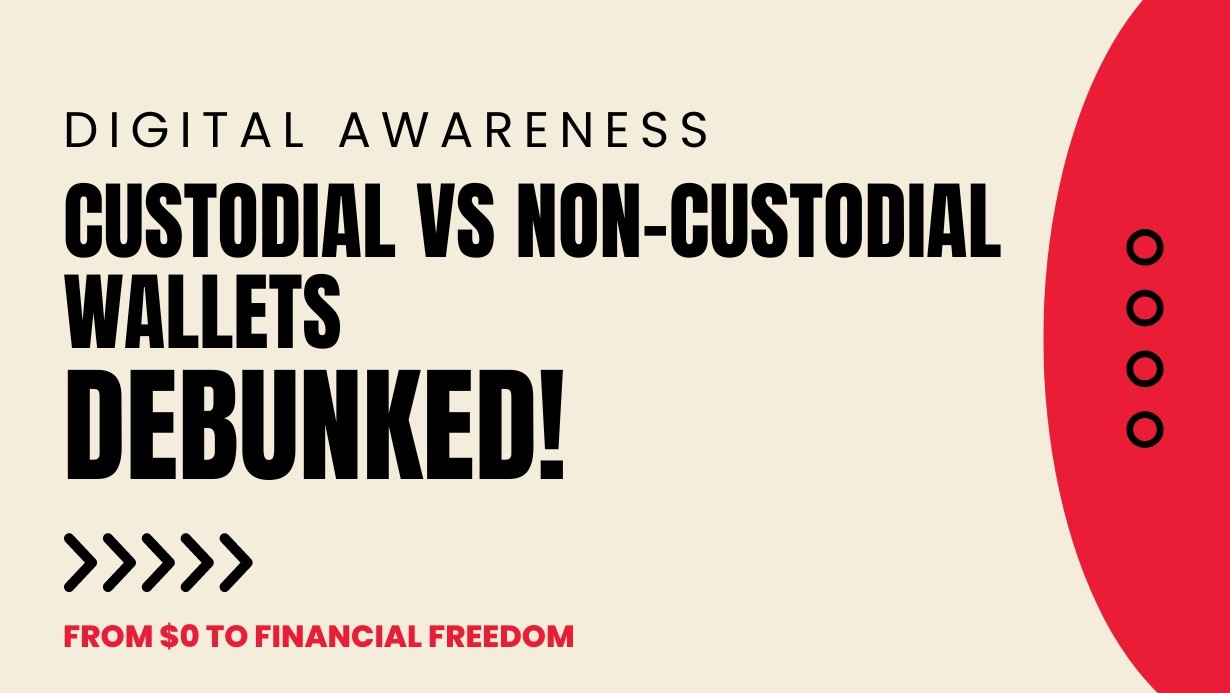 DIGITAL AWARENESS
CUSTODIAL VS NON-CUSTODIAL
WALLETS
DEBUNKED!
FROM $0 TO FINANCIAL FREEDOM